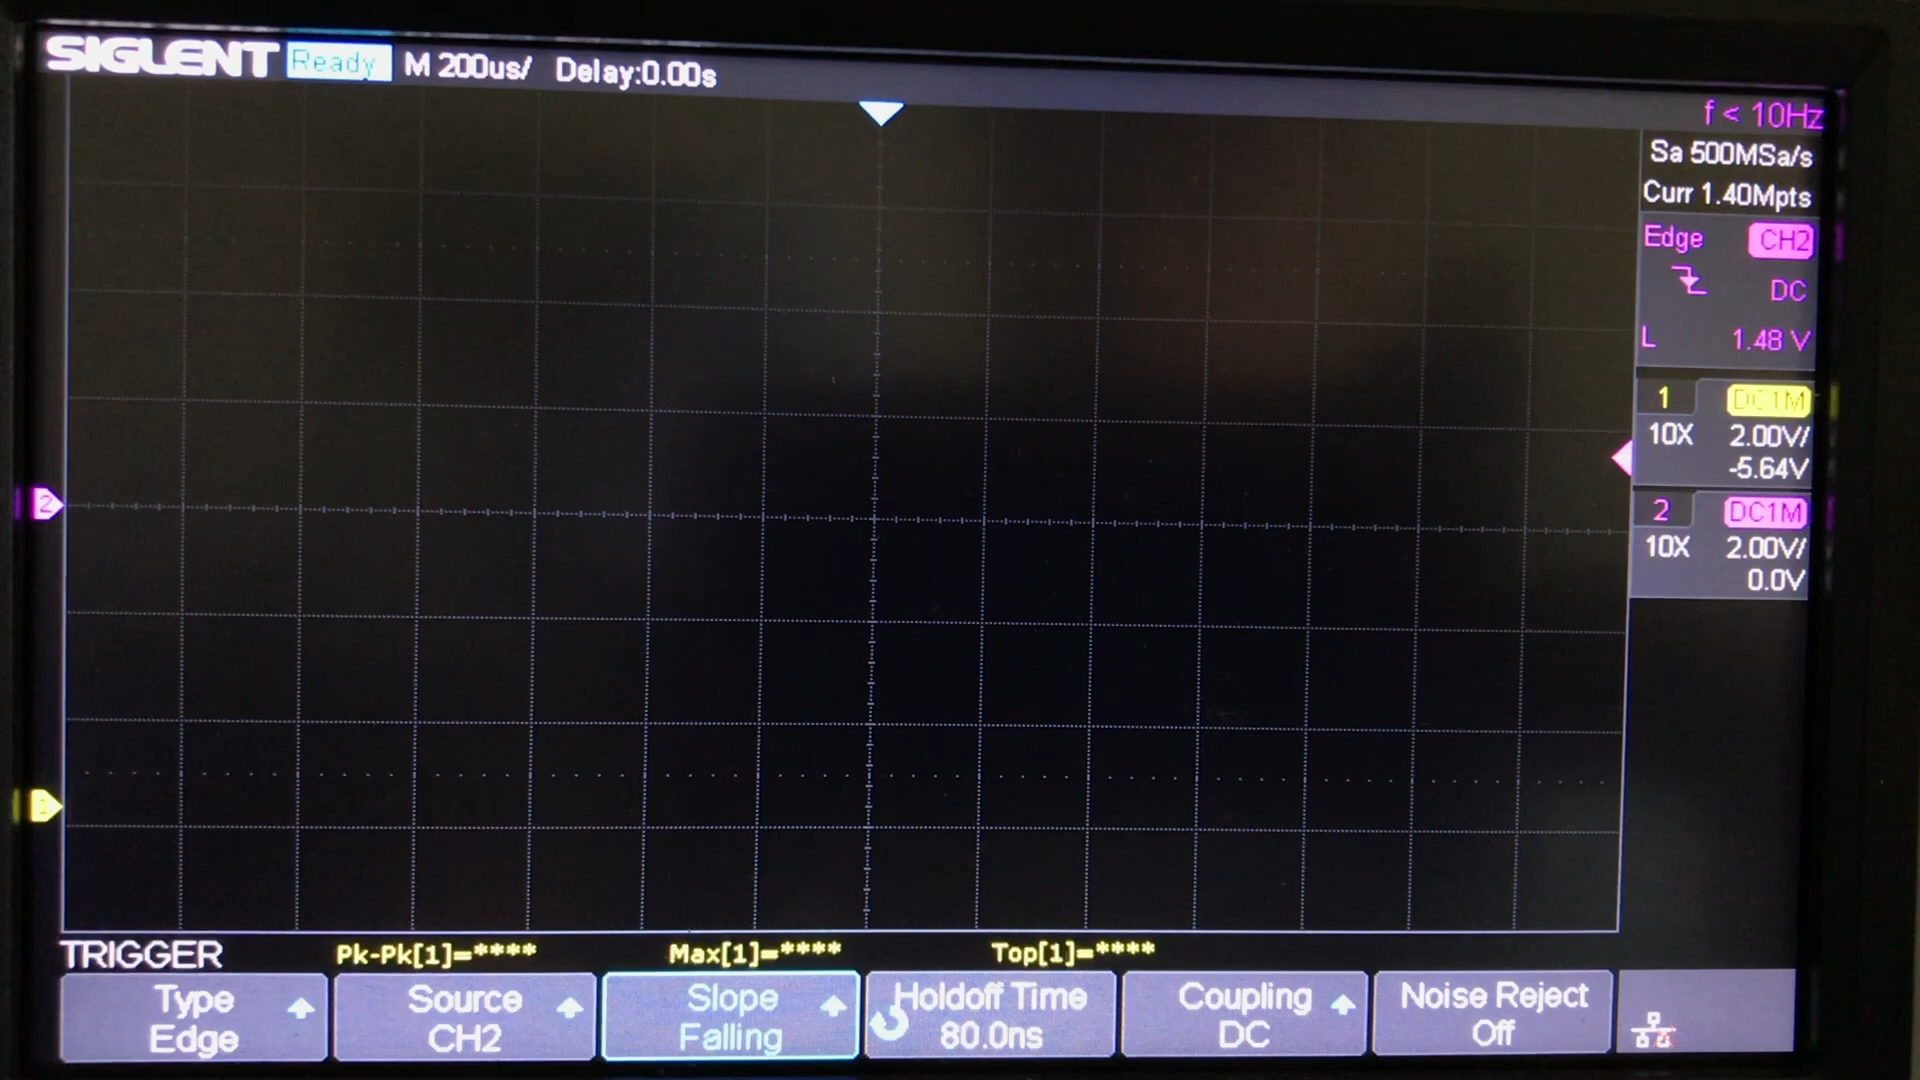 SIGLENT Ready M 200us/ Delay:0.00s
f < 10Hz
Sa 500MSa/s
Curr 1.40Mpts
Edge CH2
DC
L 1.48 V
1 DC1M
10X 2.00V/
-5.64V
2 DC1M
10X 2.00V/
0.0V
2
1
TRIGGER Pk-Pk[1]=**** Max[1]=**** Top[1]=****
Type Source Slope Holdoff Time Coupling Noise Reject
Edge CH2 Falling 80.0ns DC Off